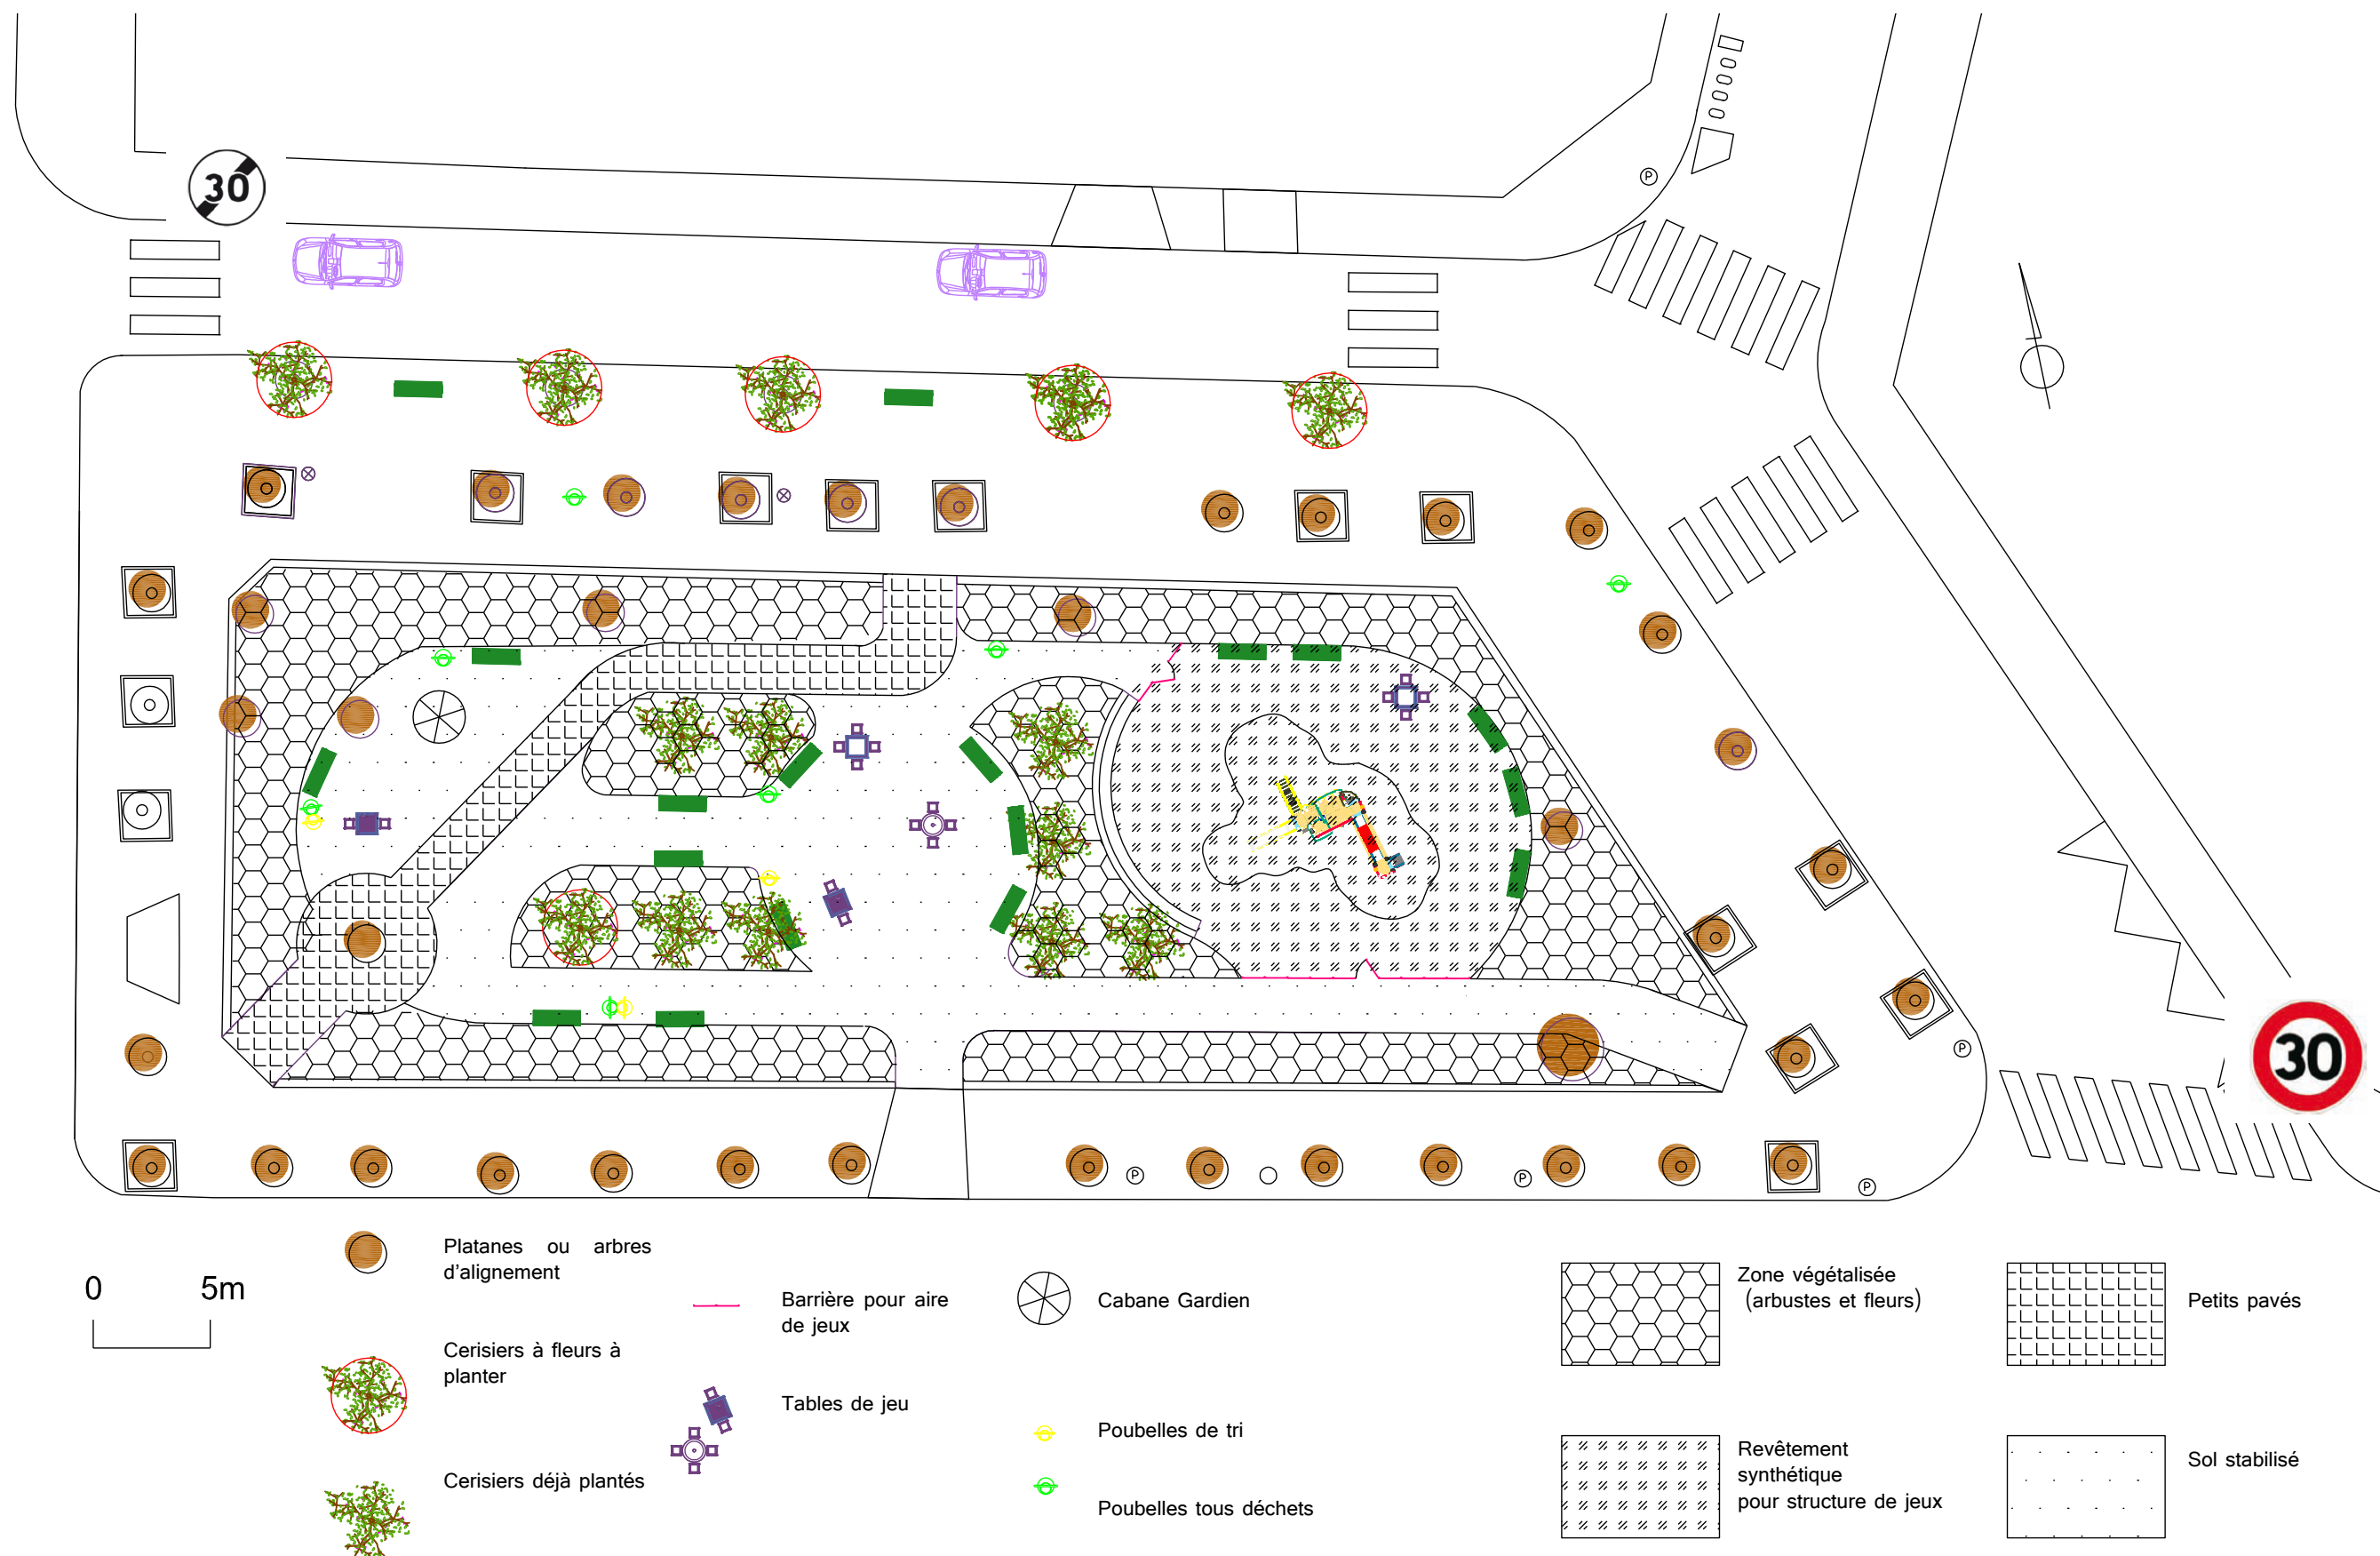 30
P
P
30
P
P
P
0 5m
Platanes ou arbres
d'alignement
Cerisiers à fleurs à
planter
Cerisiers déjà plantés
Barrière pour aire
de jeux
Tables de jeu
Cabane Gardien
Poubelles de tri
Poubelles tous déchets
Zone végétalisée
(arbustes et fleurs)
Revêtement
synthétique
pour structure de jeux
Petits pavés
Sol stabilisé